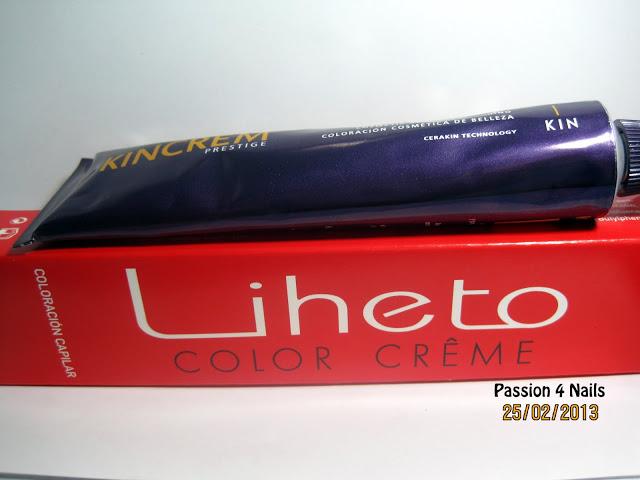 KINCREM
PRESTIGE
COLORACIÓN COSMÉTICA DE BELLEZA
CERAKIN TECHNOLOGY
KIN
COLORACIÓN CAPILAR
Liheto
COLOR CRÊME
Passion 4 Nails
25/02/2013